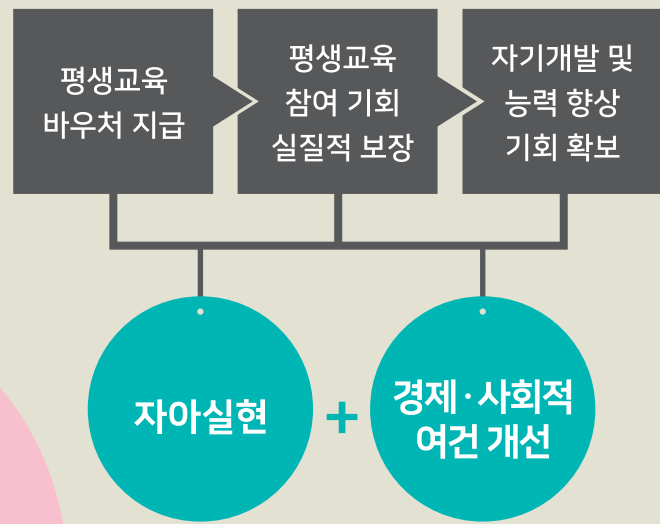 평생교육
바우처 지급
평생교육
참여 기회
실질적 보장
자기개발 및
능력 향상
기회 확보
자아실현
+
경제·사회적
여건 개선